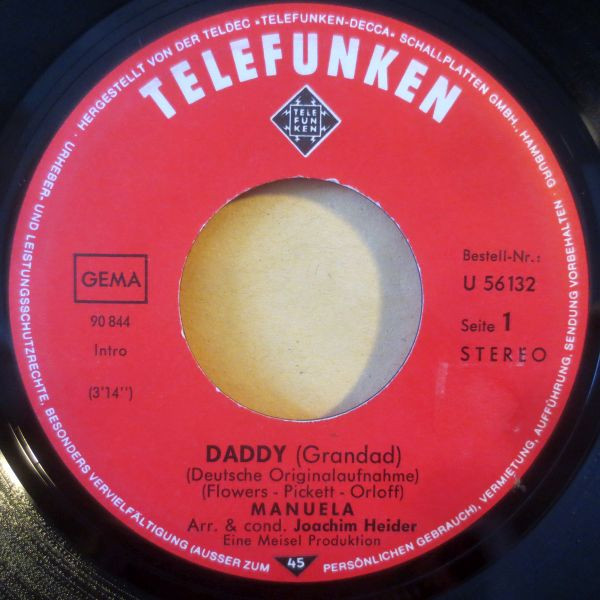 · HERGESTELLT VON DER TELDEC »TELEFUNKEN-DECCA« SCHALLPLATTEN GMBH., HAMBURG ·
TELEFUNKEN
TELE
FUN
KEN
GEMA
90 844
Intro
(3'14'')
Bestell-Nr.:
U 56132
Seite 1
STEREO
DADDY (Grandad)
(Deutsche Originalaufnahme)
(Flowers - Pickett - Orloff)
MANUELA
Arr. & cond. Joachim Heider
Eine Meisel Produktion
45
URHEBER- UND LEISTUNGSSCHUTZRECHTE, BESONDERS VERVIELFÄLTIGUNG (AUSSER ZUM PERSÖNLICHEN GEBRAUCH), VERMIETUNG, AUFFÜHRUNG, SENDUNG VORBEHALTEN ·